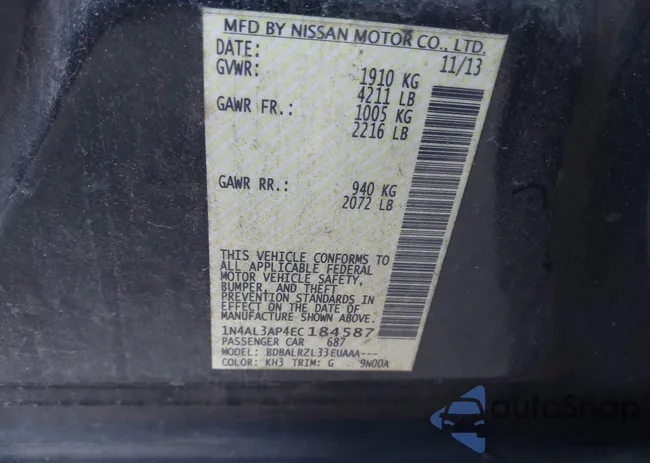 MFD BY NISSAN MOTOR CO., LTD.
DATE: 11/13
GVWR: 1910 KG
4211 LB
GAWR FR.: 1005 KG
2216 LB
GAWR RR.: 940 KG
2072 LB
THIS VEHICLE CONFORMS TO
ALL APPLICABLE FEDERAL
MOTOR VEHICLE SAFETY,
BUMPER, AND THEFT
PREVENTION STANDARDS IN
EFFECT ON THE DATE OF
MANUFACTURE SHOWN ABOVE.
1N4AL3AP4EC184587
PASSENGER CAR 687
MODEL: BDBALRZL33EUAAA---
COLOR: KH3 TRIM: G 9N00A
autoSnap